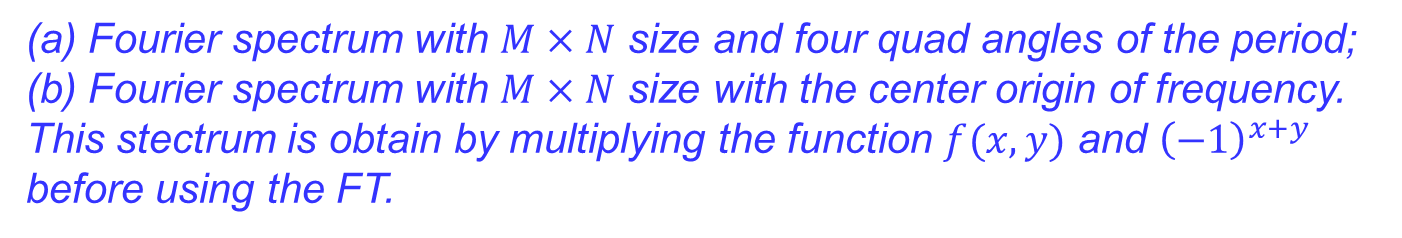 (a) Fourier spectrum with M × N size and four quad angles of the period;
(b) Fourier spectrum with M × N size with the center origin of frequency.
This stectrum is obtain by multiplying the function f(x, y) and (−1)^{x+y}
before using the FT.